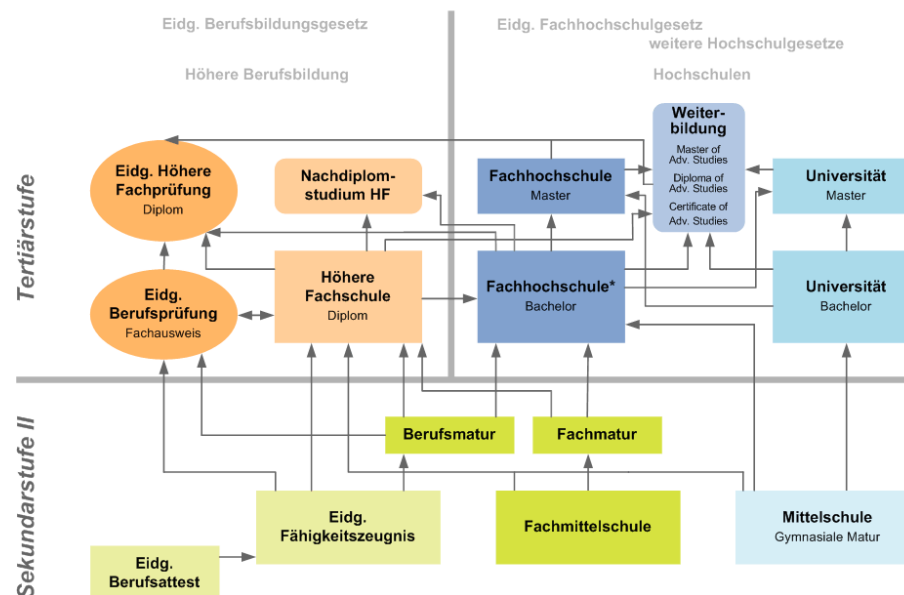 Eidg. Berufsbildungsgesetz
Eidg. Fachhochschulgesetz
weitere Hochschulgesetze
Höhere Berufsbildung
Hochschulen
Tertiärstufe
Eidg. Höhere
Fachprüfung
Diplom
Nachdiplom-
studium HF
Fachhochschule
Master
Weiter-
bildung
Master of
Adv. Studies
Diploma of
Adv. Studies
Certificate of
Adv. Studies
Universität
Master
Eidg.
Berufsprüfung
Fachausweis
Höhere
Fachschule
Diplom
Fachhochschule*
Bachelor
Universität
Bachelor
Sekundarstufe II
Berufsmatur
Fachmatur
Eidg.
Fähigkeitszeugnis
Fachmittelschule
Mittelschule
Gymnasiale Matur
Eidg.
Berufsattest